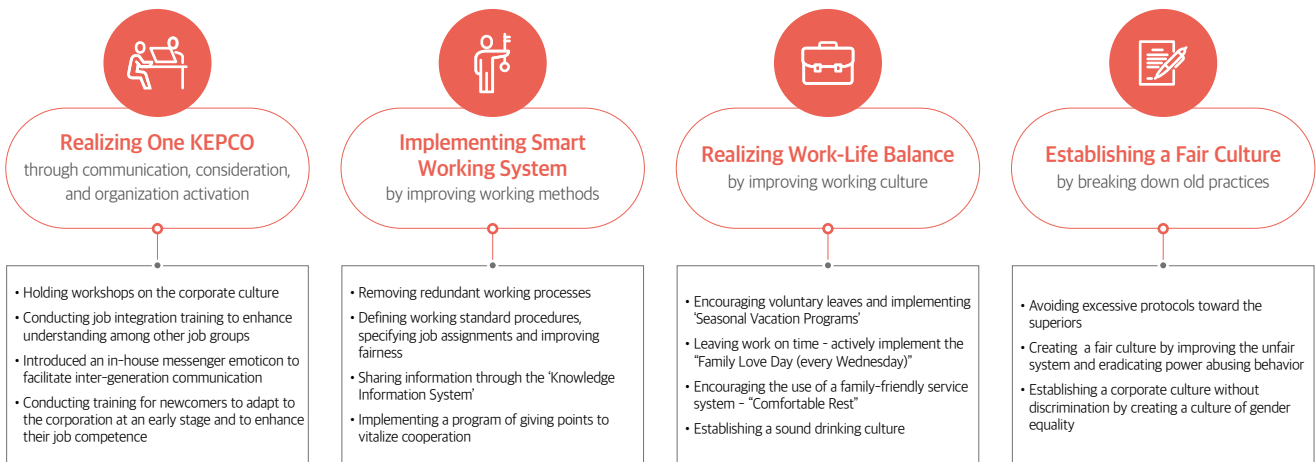 Realizing One KEPCO
through communication, consideration,
and organization activation
• Holding workshops on the corporate culture
• Conducting job integration training to enhance
understanding among other job groups
• Introduced an in-house messenger emoticon to
facilitate inter-generation communication
• Conducting training for newcomers to adapt to
the corporation at an early stage and to enhance
their job competence
Implementing Smart
Working System
by improving working methods
• Removing redundant working processes
• Defining working standard procedures,
specifying job assignments and improving
fairness
• Sharing information through the ‘Knowledge
Information System’
• Implementing a program of giving points to
vitalize cooperation
Realizing Work-Life Balance
by improving working culture
• Encouraging voluntary leaves and implementing
‘Seasonal Vacation Programs’
• Leaving work on time - actively implement the
“Family Love Day (every Wednesday)”
• Encouraging the use of a family-friendly service
system - “Comfortable Rest”
• Establishing a sound drinking culture
Establishing a Fair Culture
by breaking down old practices
• Avoiding excessive protocols toward the
superiors
• Creating a fair culture by improving the unfair
system and eradicating power abusing behavior
• Establishing a corporate culture without
discrimination by creating a culture of gender
equality